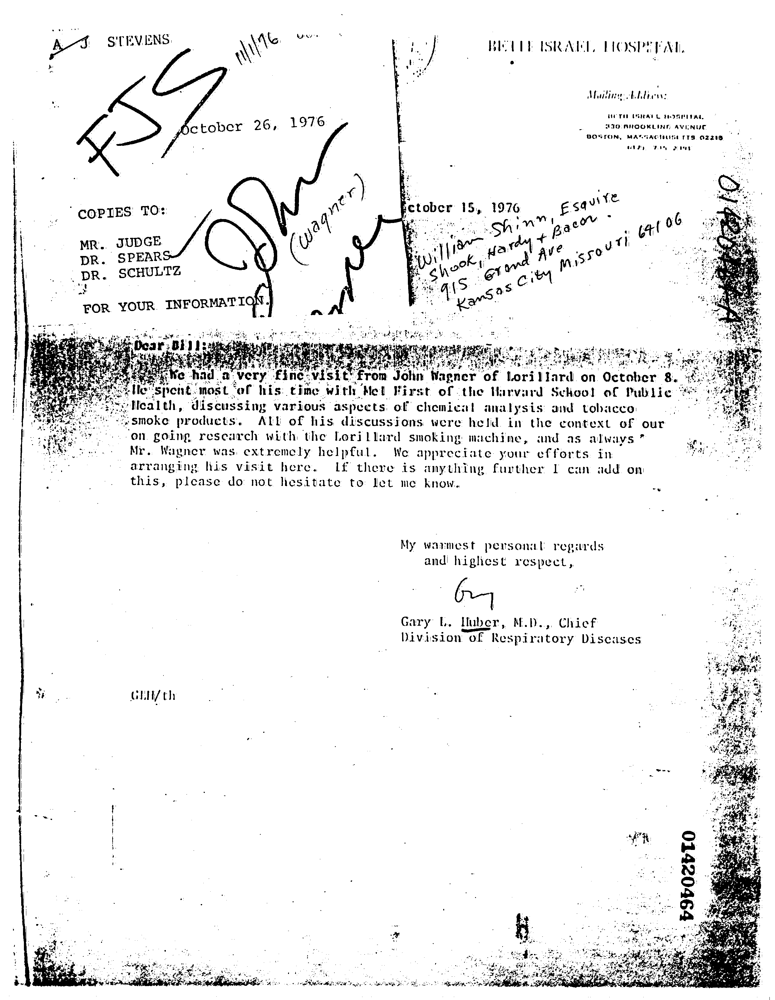 A J STEVENS
11/1/76
FJS
October 26, 1976
COPIES TO:
MR. JUDGE
DR. SPEARS
DR. SCHULTZ
FOR YOUR INFORMATION.
John
(Wagner)
BETH ISRAEL HOSPITAL
Mailing Address:
BETH ISRAEL HOSPITAL
330 BROOKLINE AVENUE
BOSTON, MASSACHUSETTS 02215
ctober 15, 1976
William Shinn, Esquire
Shook, Hardy + Bacon
915 Grand Ave
Kansas City Missouri 64106
Dear Bill:
We had a very fine visit from John Wagner of Lorillard on October 8.
He spent most of his time with Mel First of the Harvard School of Public
Health, discussing various aspects of chemical analysis and tobacco
smoke products. All of his discussions were held in the context of our
on going research with the Lorillard smoking machine, and as always
Mr. Wagner was extremely helpful. We appreciate your efforts in
arranging his visit here. If there is anything further I can add on
this, please do not hesitate to let me know.
My warmest personal regards
and highest respect,
Gary
Gary L. Huber, M.D., Chief
Division of Respiratory Diseases
GLH/th
01420464